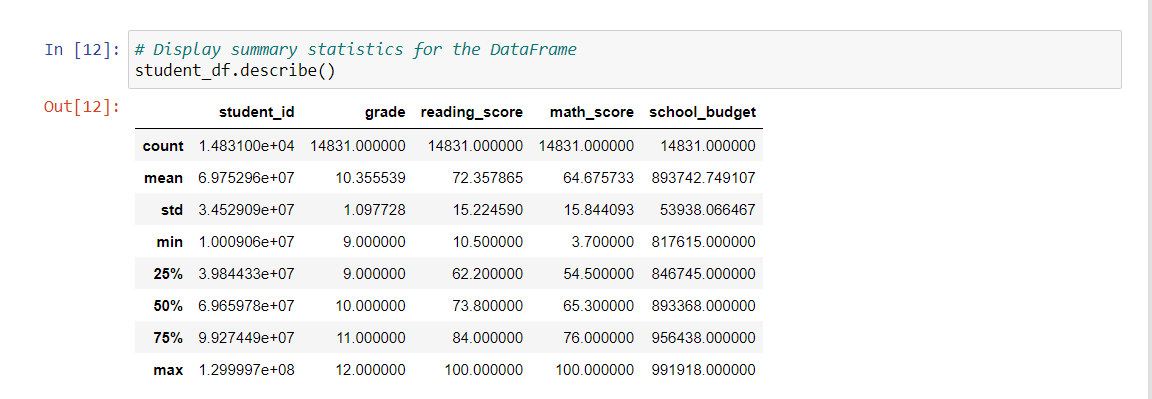 In [12]: # Display summary statistics for the DataFrame
student_df.describe()
Out[12]:
student_id grade reading_score math_score school_budget
count 1.483100e+04 14831.000000 14831.000000 14831.000000 14831.000000
mean 6.975296e+07 10.355539 72.357865 64.675733 893742.749107
std 3.452909e+07 1.097728 15.224590 15.844093 53938.066467
min 1.000906e+07 9.000000 10.500000 3.700000 817615.000000
25% 3.984433e+07 9.000000 62.200000 54.500000 846745.000000
50% 6.965978e+07 10.000000 73.800000 65.300000 893368.000000
75% 9.927449e+07 11.000000 84.000000 76.000000 956438.000000
max 1.299997e+08 12.000000 100.000000 100.000000 991918.000000